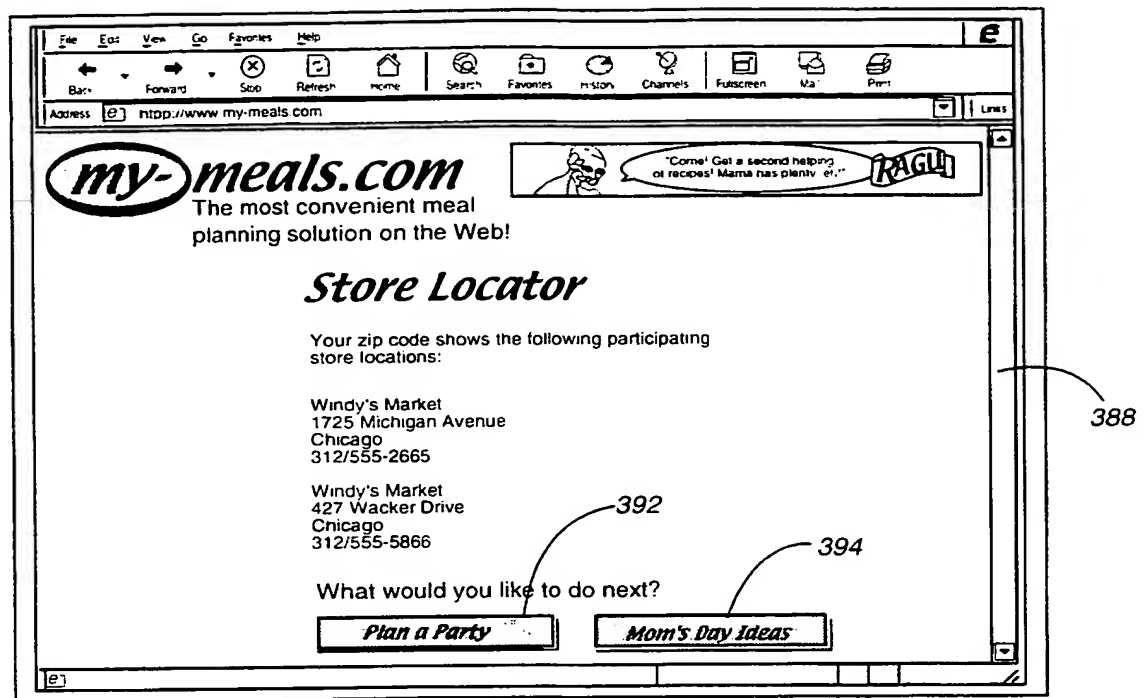 File Edit View Go Favorites Help
Back Forward Stop Refresh Home Search Favorites History Channels Fullscreen Mail Print
Address htpp://www my-meals.com Links
my-meals.com
"Come! Get a second helping
of recipes! Mama has plenty
RAGU
The most convenient meal
planning solution on the Web!
Store Locator
Your zip code shows the following participating
store locations:
388
Windy's Market
1725 Michigan Avenue
Chicago
312/555-2665
Windy's Market
427 Wacker Drive
Chicago
312/555-5866
392
394
What would you like to do next?
Plan a Party
Mom's Day Ideas